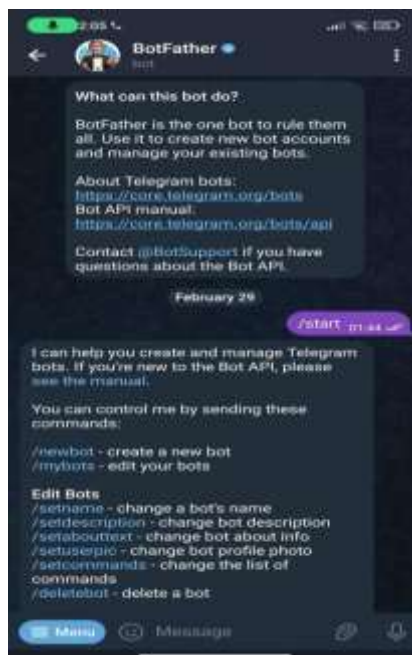 2:05
BotFather
bot
What can this bot do?
BotFather is the one bot to rule them
all. Use it to create new bot accounts
and manage your existing bots.
About Telegram bots:
https://core.telegram.org/bots
Bot API manual:
https://core.telegram.org/bots/api
Contact @BotSupport if you have
questions about the Bot API.
February 29
/start 01:44
I can help you create and manage Telegram
bots. If you're new to the Bot API, please
see the manual.
You can control me by sending these
commands:
/newbot - create a new bot
/mybots - edit your bots
Edit Bots
/setname - change a bot's name
/setdescription - change bot description
/setabouttext - change bot about info
/setuserpic - change bot profile photo
/setcommands - change the list of
commands
/deletebot - delete a bot
Menu
Message